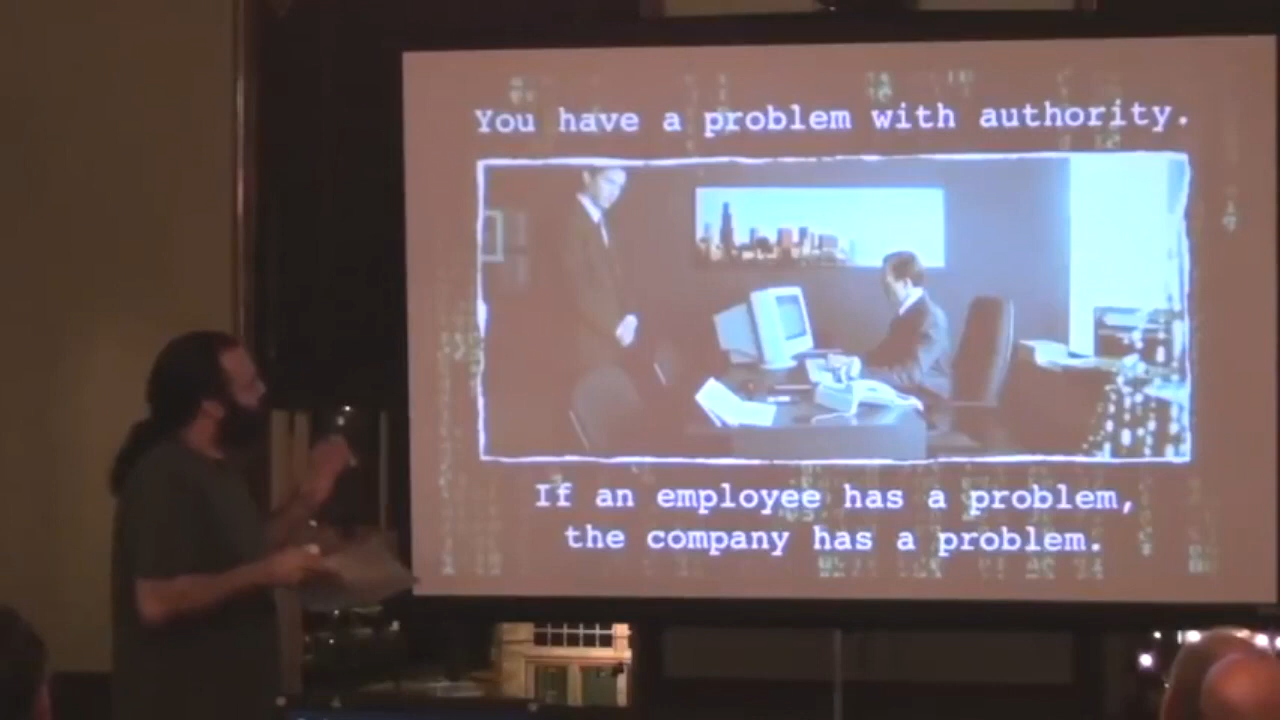 You have a problem with authority.
If an employee has a problem,
the company has a problem.